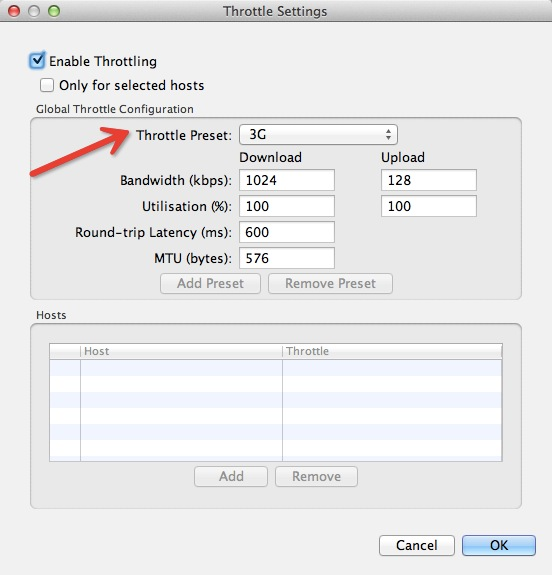 Throttle Settings
Enable Throttling
Only for selected hosts
Global Throttle Configuration
Throttle Preset: 3G
Download Upload
Bandwidth (kbps): 1024 128
Utilisation (%): 100 100
Round-trip Latency (ms): 600
MTU (bytes): 576
Add Preset Remove Preset
Hosts
Host Throttle
Add Remove
Cancel OK